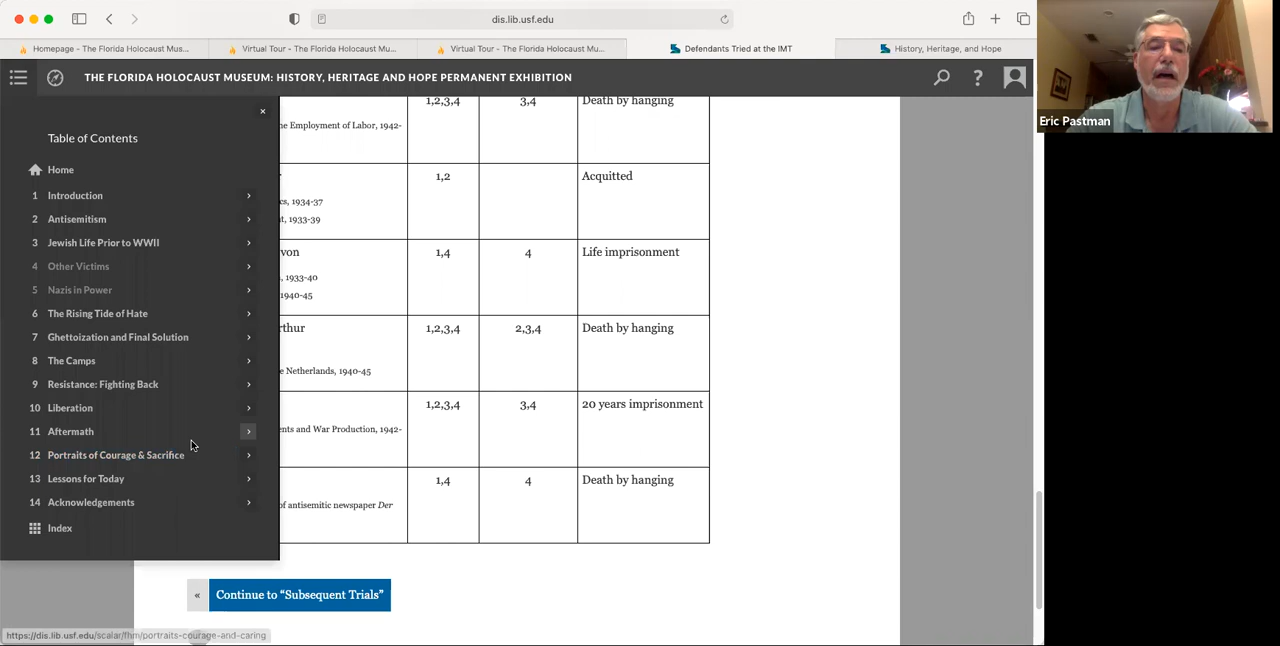 dis.lib.usf.edu
Homepage - The Florida Holocaust Mus...
Virtual Tour - The Florida Holocaust Mu...
Virtual Tour - The Florida Holocaust Mu...
Defendants Tried at the IMT
History, Heritage, and Hope
THE FLORIDA HOLOCAUST MUSEUM: HISTORY, HERITAGE AND HOPE PERMANENT EXHIBITION
?
Eric Pastman
×
Table of Contents
Home
1 Introduction ›
2 Antisemitism ›
3 Jewish Life Prior to WWII ›
4 Other Victims ›
5 Nazis in Power ›
6 The Rising Tide of Hate ›
7 Ghettoization and Final Solution ›
8 The Camps ›
9 Resistance: Fighting Back ›
10 Liberation ›
11 Aftermath ›
12 Portraits of Courage & Sacrifice ›
13 Lessons for Today ›
14 Acknowledgements ›
Index
1,2,3,4 3,4 Death by hanging
he Employment of Labor, 1942-
1,2 Acquitted
cs, 1934-37
t, 1933-39
von 1,4 4 Life imprisonment
, 1933-40
1940-45
rthur 1,2,3,4 2,3,4 Death by hanging
e Netherlands, 1940-45
1,2,3,4 3,4 20 years imprisonment
ents and War Production, 1942-
1,4 4 Death by hanging
of antisemitic newspaper Der
« Continue to “Subsequent Trials”
https://dis.lib.usf.edu/scalar/fhm/portraits-courage-and-caring